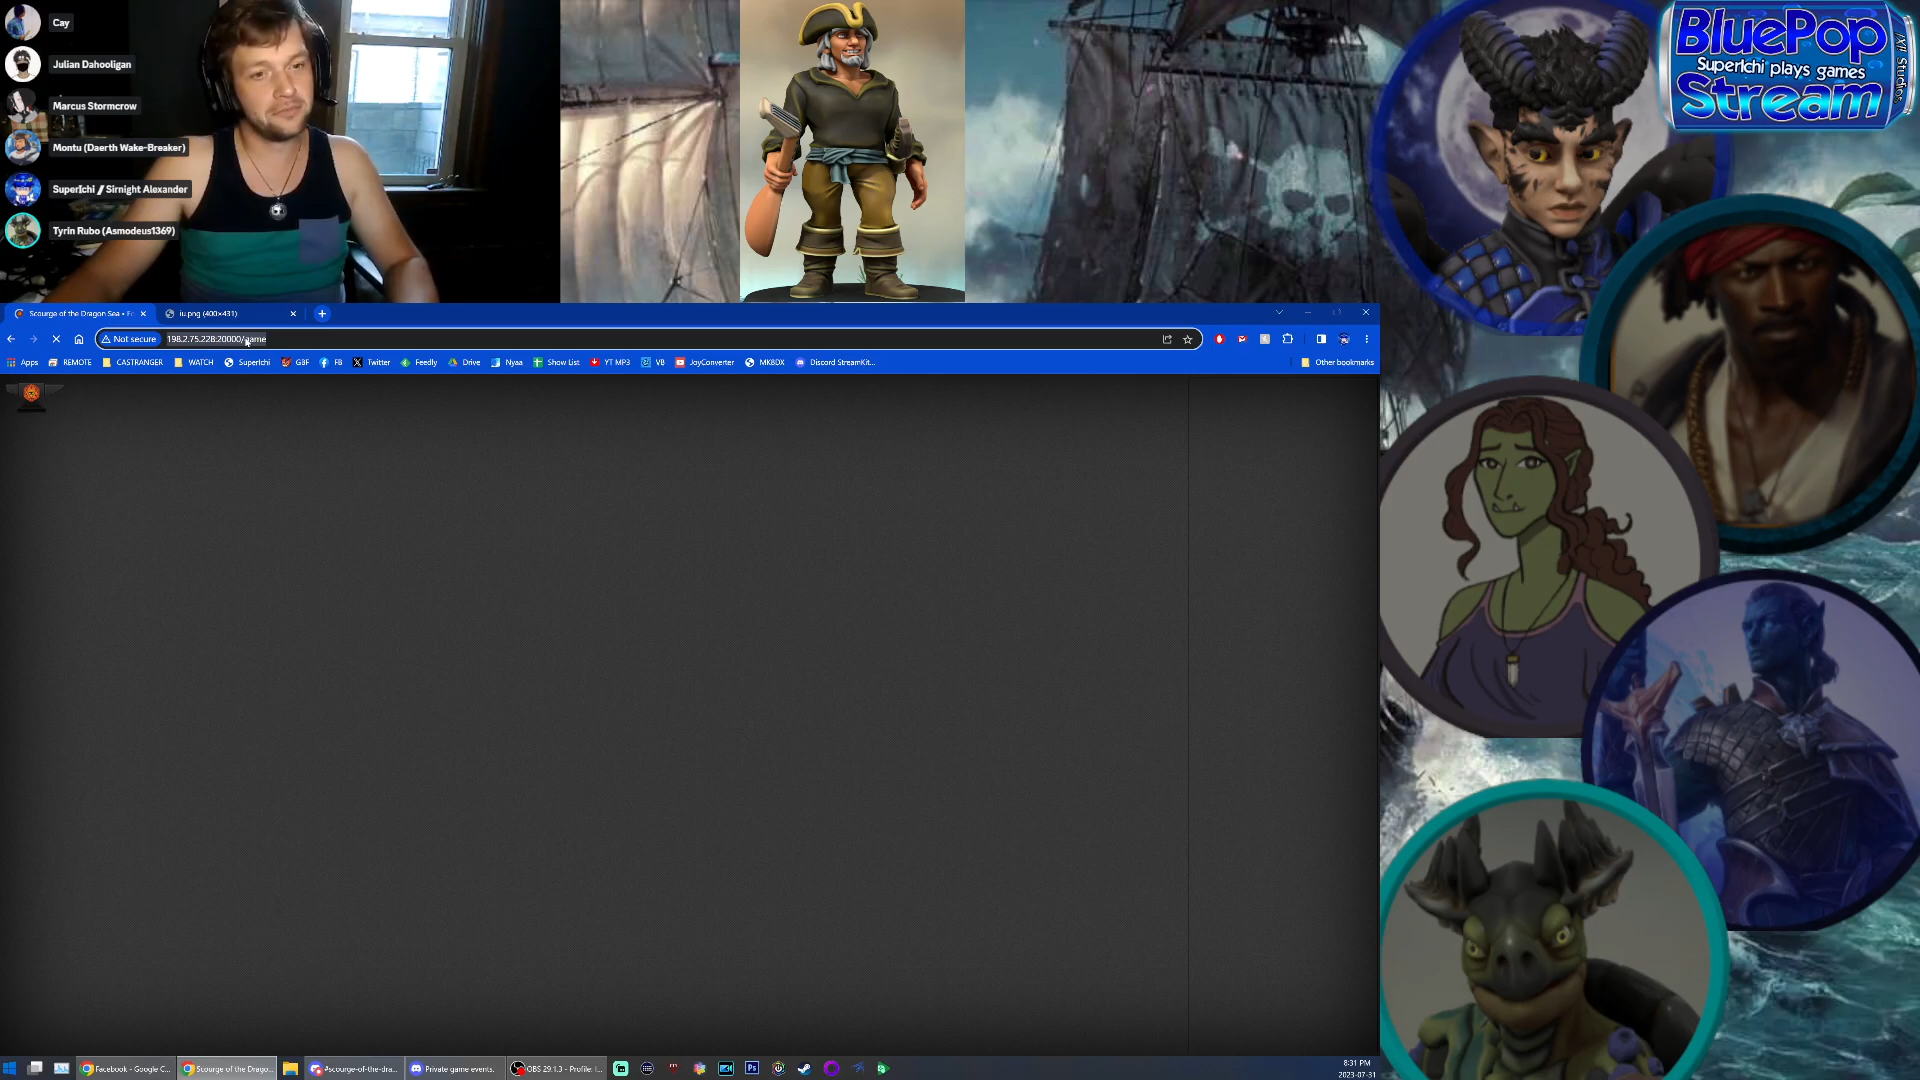 Cay
Julian Dahooligan
Marcus Stormcrow
Montu (Daerth Wake-Breaker)
SuperIchi // Sirnight Alexander
Tyrin Rubo (Asmodeus1369)
BluePop
SuperIchi plays games
Stream
Studios
Scourge of the Dragon Sea • Fo
iu.png (400×431)
Not secure
198.2.75.228:20000/game
Apps
REMOTE
CASTRANGER
WATCH
SuperIchi
GBF
FB
Twitter
Feedly
Drive
Nyaa
Show List
YT MP3
VB
JoyConverter
MK8DX
Discord StreamKit...
Other bookmarks
Facebook - Google C...
Scourge of the Drago...
#scourge-of-the-dra...
Private game events.
OBS 29.1.3 - Profile: I...
8:31 PM
2023-07-31